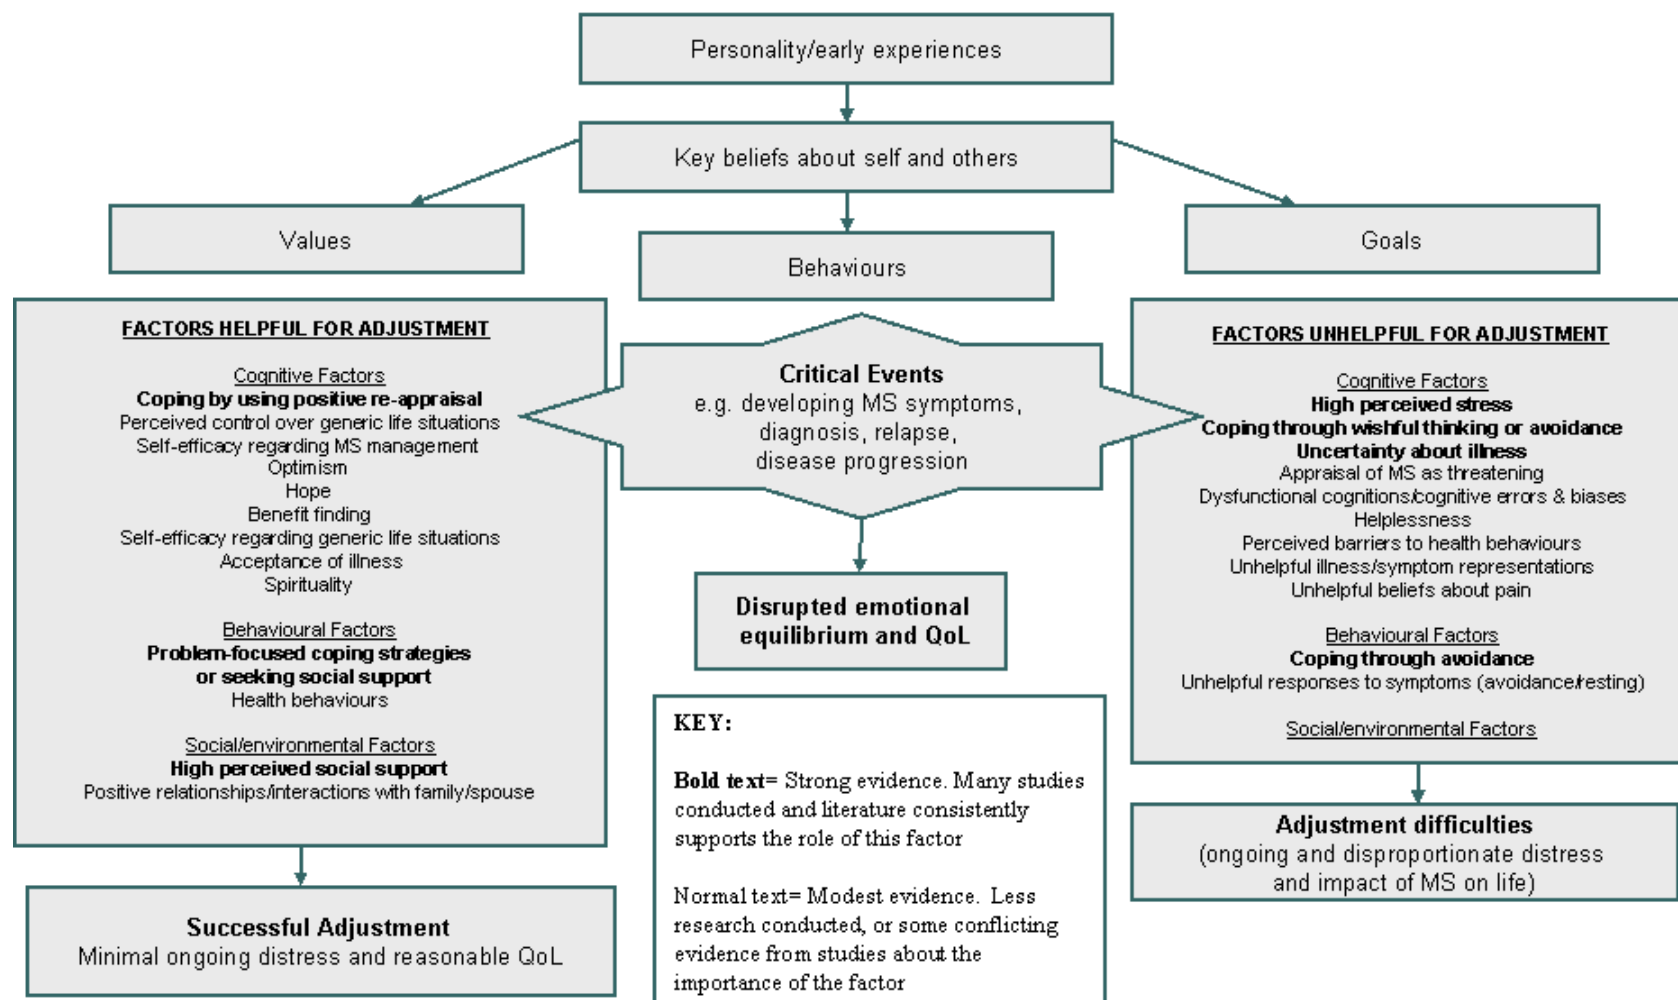 Personality/early experiences
Key beliefs about self and others
Values
Behaviours
Goals
FACTORS HELPFUL FOR ADJUSTMENT
Cognitive Factors
Coping by using positive re-appraisal
Perceived control over generic life situations
Self-efficacy regarding MS management
Optimism
Hope
Benefit finding
Self-efficacy regarding generic life situations
Acceptance of illness
Spirituality
Behavioural Factors
Problem-focused coping strategies
or seeking social support
Health behaviours
Social/environmental Factors
High perceived social support
Positive relationships/interactions with family/spouse
Successful Adjustment
Minimal ongoing distress and reasonable QoL
Critical Events
e.g. developing MS symptoms,
diagnosis, relapse,
disease progression
Disrupted emotional
equilibrium and QoL
KEY:
Bold text= Strong evidence. Many studies
conducted and literature consistently
supports the role of this factor
Normal text= Modest evidence. Less
research conducted, or some conflicting
evidence from studies about the
importance of the factor
FACTORS UNHELPFUL FOR ADJUSTMENT
Cognitive Factors
High perceived stress
Coping through wishful thinking or avoidance
Uncertainty about illness
Appraisal of MS as threatening
Dysfunctional cognitions/cognitive errors & biases
Helplessness
Perceived barriers to health behaviours
Unhelpful illness/symptom representations
Unhelpful beliefs about pain
Behavioural Factors
Coping through avoidance
Unhelpful responses to symptoms (avoidance/resting)
Social/environmental Factors
Adjustment difficulties
(ongoing and disproportionate distress
and impact of MS on life)